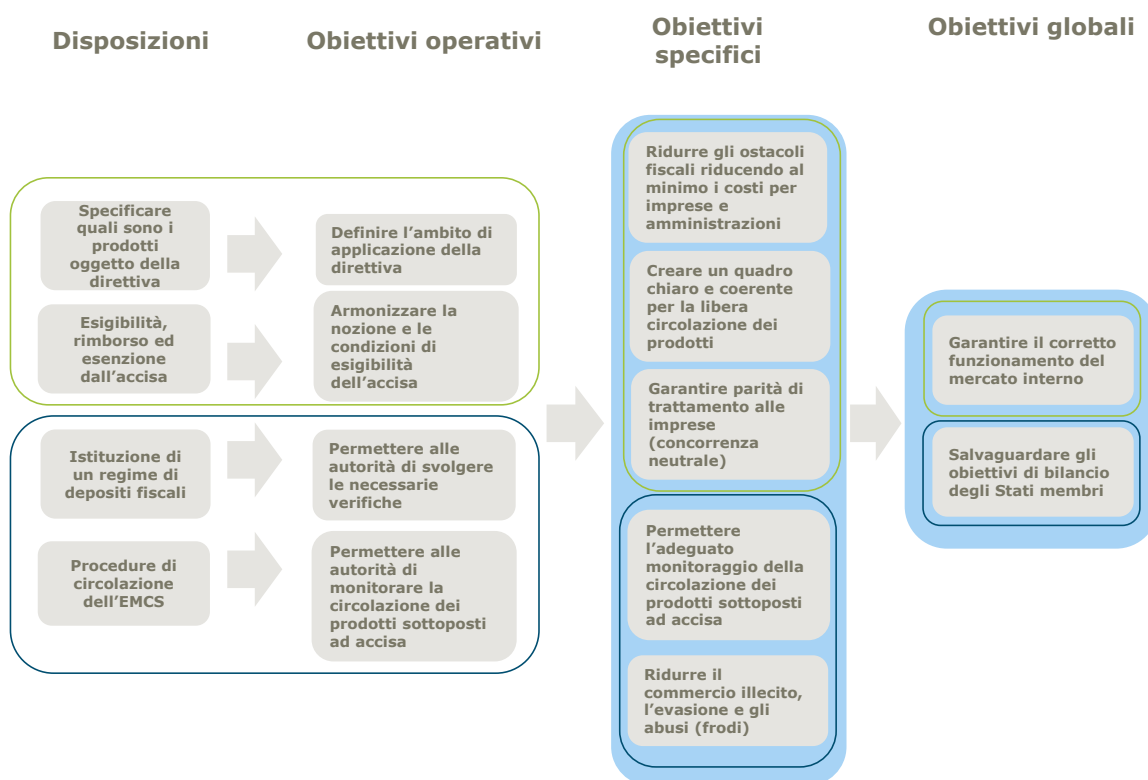 Disposizioni
Obiettivi operativi
Obiettivi
specifici
Obiettivi globali
Specificare
quali sono i
prodotti
oggetto della
direttiva
Definire l’ambito di
applicazione della
direttiva
Esigibilità,
rimborso ed
esenzione
dall’accisa
Armonizzare la
nozione e le
condizioni di
esigibilità
dell’accisa
Istituzione di
un regime di
depositi fiscali
Permettere alle
autorità di svolgere
le necessarie
verifiche
Procedure di
circolazione
dell’EMCS
Permettere alle
autorità di
monitorare la
circolazione dei
prodotti sottoposti
ad accisa
Ridurre gli ostacoli
fiscali riducendo al
minimo i costi per
imprese e
amministrazioni
Creare un quadro
chiaro e coerente
per la libera
circolazione dei
prodotti
Garantire parità di
trattamento alle
imprese
(concorrenza
neutrale)
Permettere
l’adeguato
monitoraggio della
circolazione dei
prodotti sottoposti
ad accisa
Ridurre il
commercio illecito,
l’evasione e gli
abusi (frodi)
Garantire il corretto
funzionamento del
mercato interno
Salvaguardare gli
obiettivi di bilancio
degli Stati membri